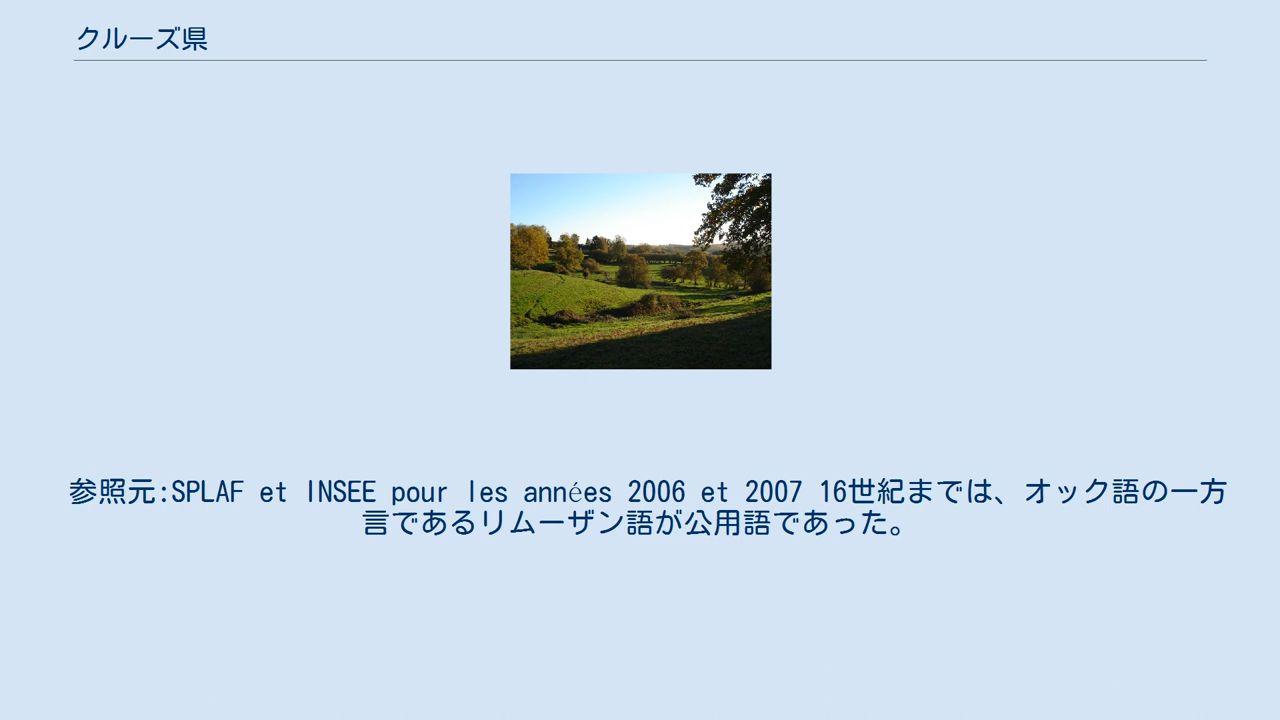 クルーズ県
参照元:SPLAF et INSEE pour les années 2006 et 2007 16世紀までは、オック語の一方
言であるリムーザン語が公用語であった。